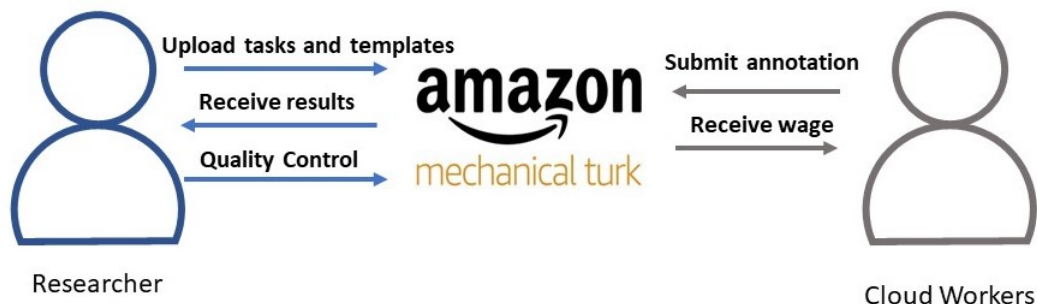 Upload tasks and templates
Receive results
Quality Control
Researcher
amazon
mechanical turk
Submit annotation
Receive wage
Cloud Workers